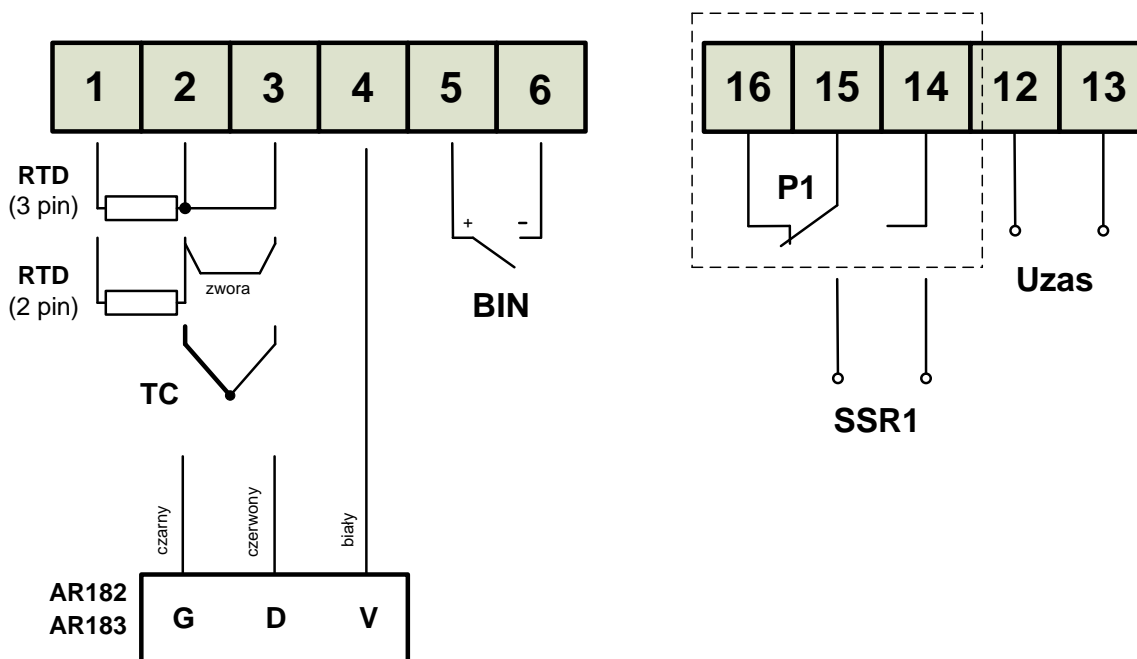 1 2 3 4 5 6
16 15 14 12 13
RTD
(3 pin)
P1
+ -
RTD
(2 pin)
zwora
BIN
Uzas
TC
SSR1
czarny
czerwony
biały
AR182
AR183
G D V